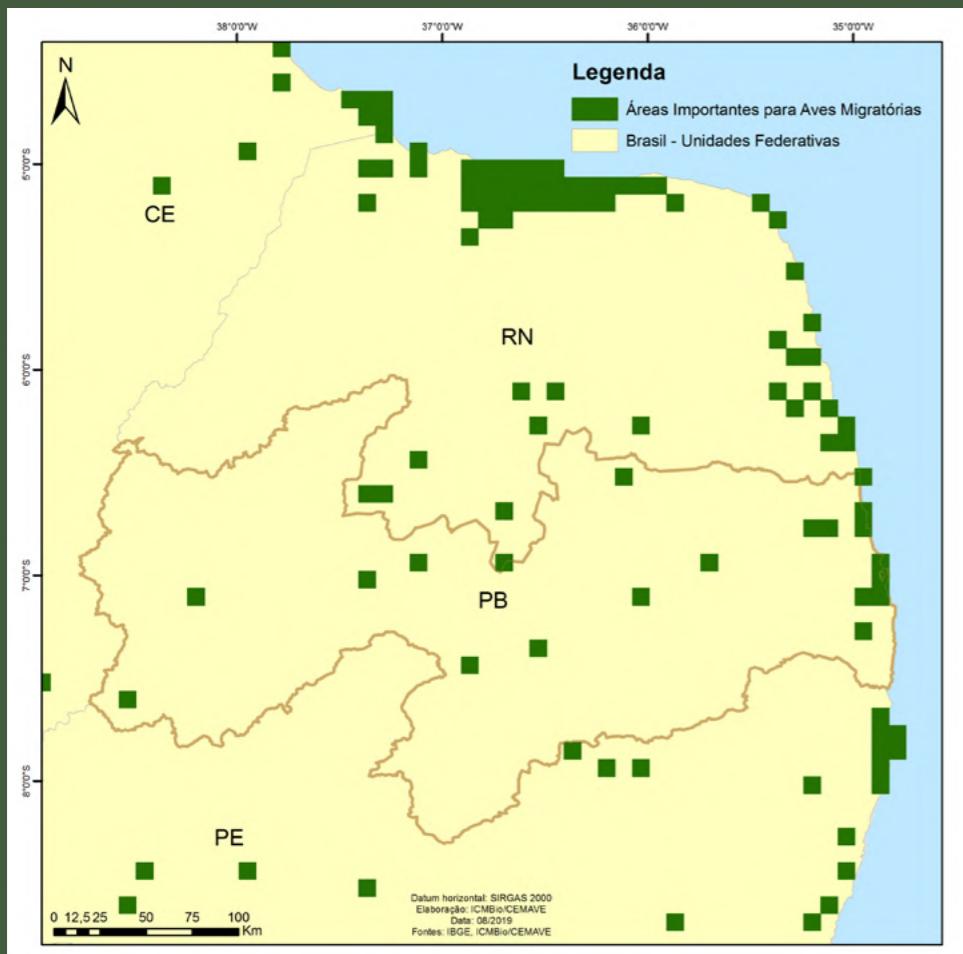 38°0'0"O 37°0'0"O 36°0'0"O 35°0'0"O
N
Legenda
Áreas Importantes para Aves Migratórias
Brasil - Unidades Federativas
5°0'0"S
CE
RN
6°0'0"S
7°0'0"S
PB
8°0'0"S
PE
Datum horizontal: SIRGAS 2000
Elaboração: ICMBio/CEMAVE
Data: 08/2019
Fontes: IBGE, ICMBio/CEMAVE
0 12,5 25 50 75 100
Km